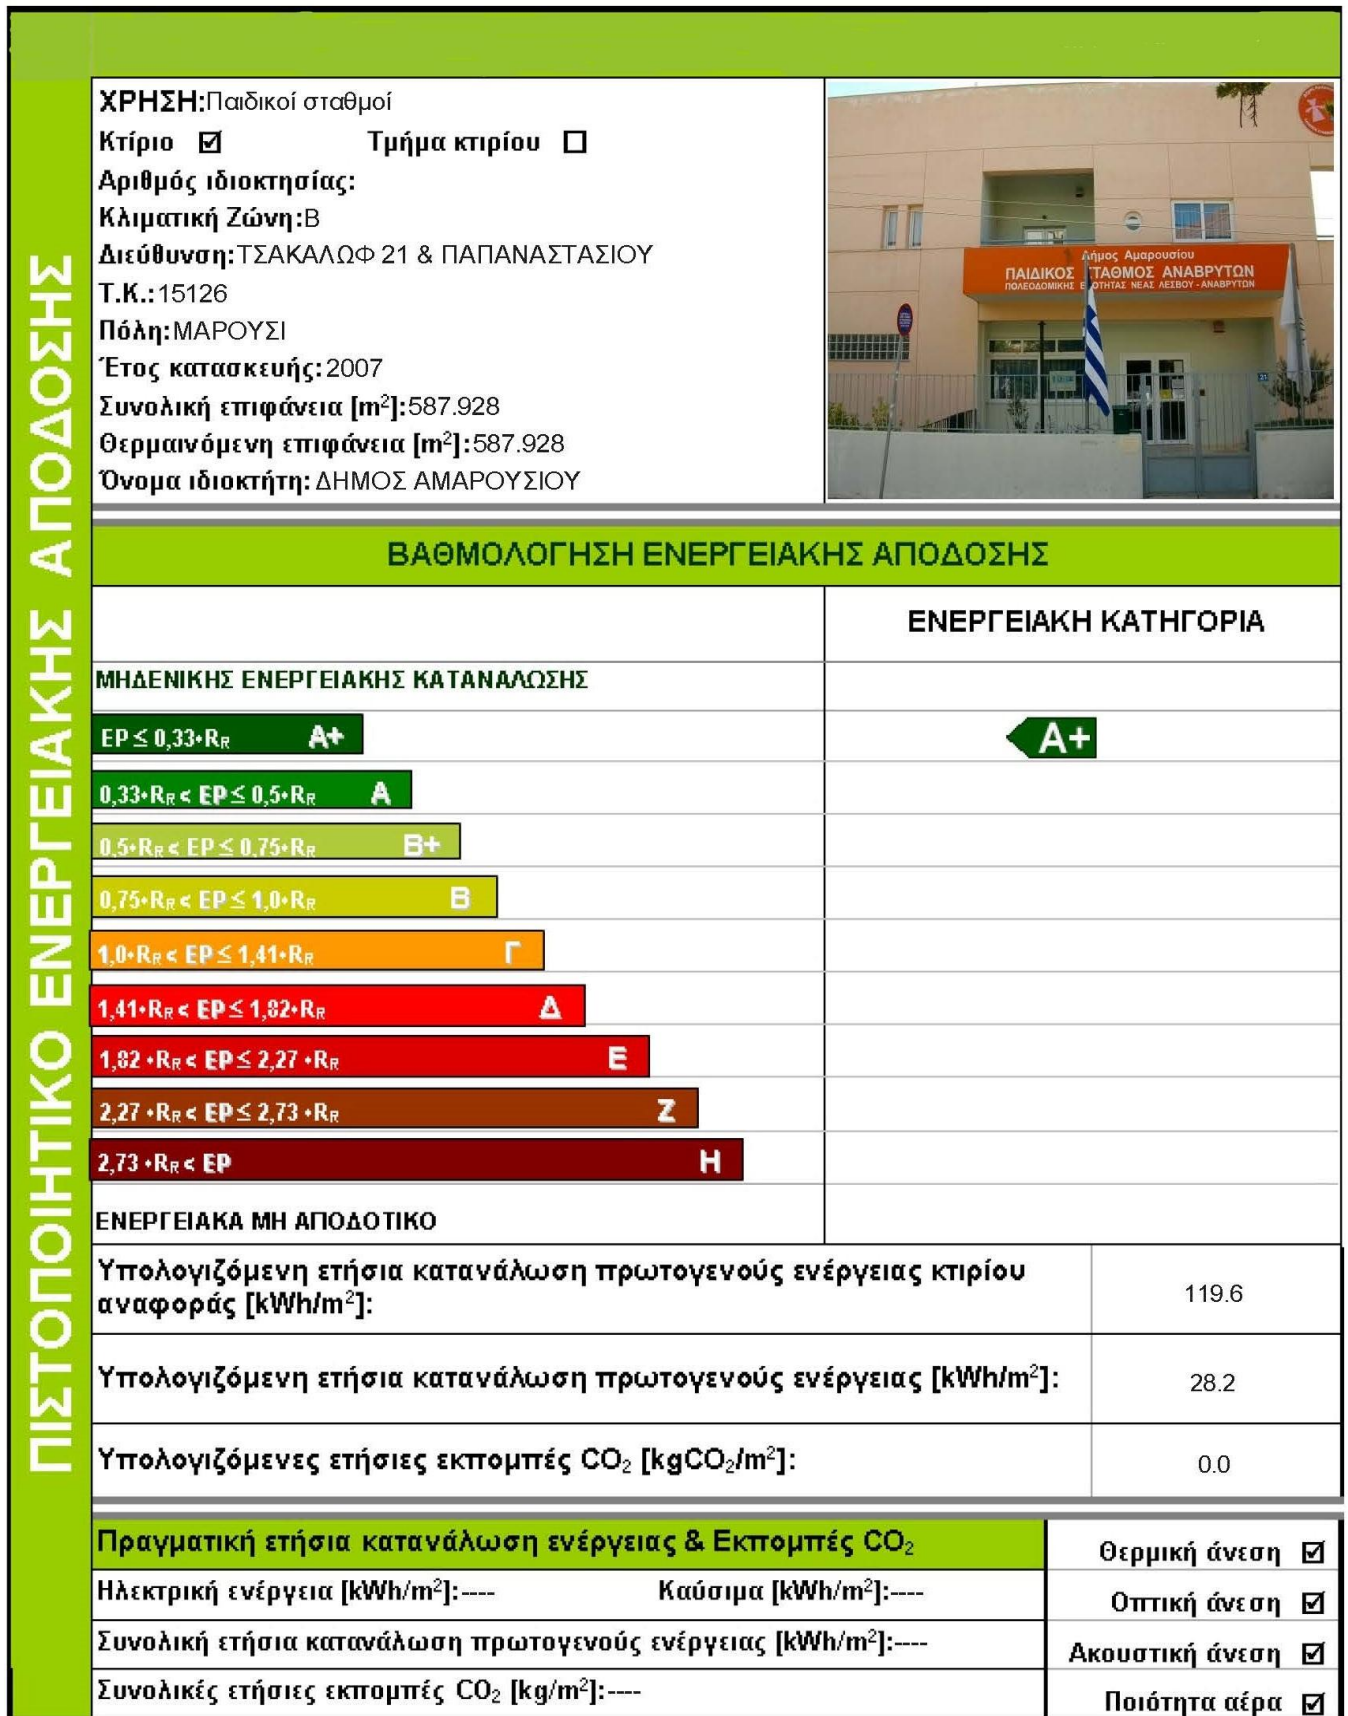 ΠΙΣΤΟΠΟΙΗΤΙΚΟ ΕΝΕΡΓΕΙΑΚΗΣ ΑΠΟΔΟΣΗΣ
ΧΡΗΣΗ:Παιδικοί σταθμοί
Κτίριο ☑ Τμήμα κτιρίου ☐
Αριθμός ιδιοκτησίας:
Κλιματική Ζώνη:Β
Διεύθυνση:ΤΣΑΚΑΛΩΦ 21 & ΠΑΠΑΝΑΣΤΑΣΙΟΥ
Τ.Κ.:15126
Πόλη:ΜΑΡΟΥΣΙ
Έτος κατασκευής:2007
Συνολική επιφάνεια [m²]:587.928
Θερμαινόμενη επιφάνεια [m²]:587.928
Όνομα ιδιοκτήτη: ΔΗΜΟΣ ΑΜΑΡΟΥΣΙΟΥ
Δήμος Αμαρουσίου
ΠΑΙΔΙΚΟΣ ΣΤΑΘΜΟΣ ΑΝΑΒΡΥΤΩΝ
ΠΟΛΕΟΔΟΜΙΚΗΣ ΕΝΟΤΗΤΑΣ ΝΕΑΣ ΛΕΣΒΟΥ - ΑΝΑΒΡΥΤΩΝ
21
ΒΑΘΜΟΛΟΓΗΣΗ ΕΝΕΡΓΕΙΑΚΗΣ ΑΠΟΔΟΣΗΣ
ΕΝΕΡΓΕΙΑΚΗ ΚΑΤΗΓΟΡΙΑ
ΜΗΔΕΝΙΚΗΣ ΕΝΕΡΓΕΙΑΚΗΣ ΚΑΤΑΝΑΛΩΣΗΣ
EP ≤ 0,33•R_R A+ A+
0,33•R_R < EP ≤ 0,5•R_R A
0,5•R_R < EP ≤ 0,75•R_R B+
0,75•R_R < EP ≤ 1,0•R_R B
1,0•R_R < EP ≤ 1,41•R_R Γ
1,41•R_R < EP ≤ 1,82•R_R Δ
1,82 •R_R < EP ≤ 2,27 •R_R E
2,27 •R_R < EP ≤ 2,73 •R_R Z
2,73 •R_R < EP H
ΕΝΕΡΓΕΙΑΚΑ ΜΗ ΑΠΟΔΟΤΙΚΟ
Υπολογιζόμενη ετήσια κατανάλωση πρωτογενούς ενέργειας κτιρίου
αναφοράς [kWh/m²]: 119.6
Υπολογιζόμενη ετήσια κατανάλωση πρωτογενούς ενέργειας [kWh/m²]: 28.2
Υπολογιζόμενες ετήσιες εκπομπές CO₂ [kgCO₂/m²]: 0.0
Πραγματική ετήσια κατανάλωση ενέργειας & Εκπομπές CO₂
Ηλεκτρική ενέργεια [kWh/m²]:---- Καύσιμα [kWh/m²]:----
Συνολική ετήσια κατανάλωση πρωτογενούς ενέργειας [kWh/m²]:----
Συνολικές ετήσιες εκπομπές CO₂ [kg/m²]:----
Θερμική άνεση ☑
Οπτική άνεση ☑
Ακουστική άνεση ☑
Ποιότητα αέρα ☑